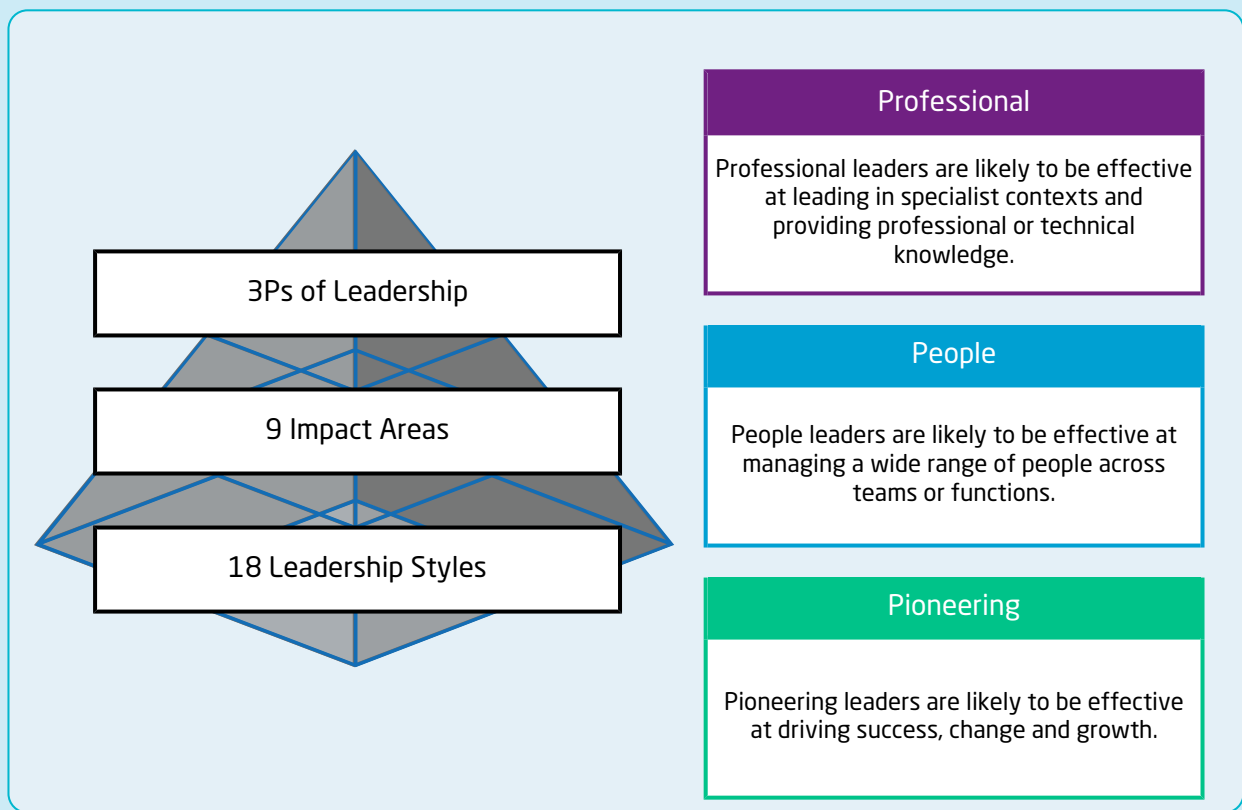 3Ps of Leadership
9 Impact Areas
18 Leadership Styles
Professional
Professional leaders are likely to be effective
at leading in specialist contexts and
providing professional or technical
knowledge.
People
People leaders are likely to be effective at
managing a wide range of people across
teams or functions.
Pioneering
Pioneering leaders are likely to be effective
at driving success, change and growth.